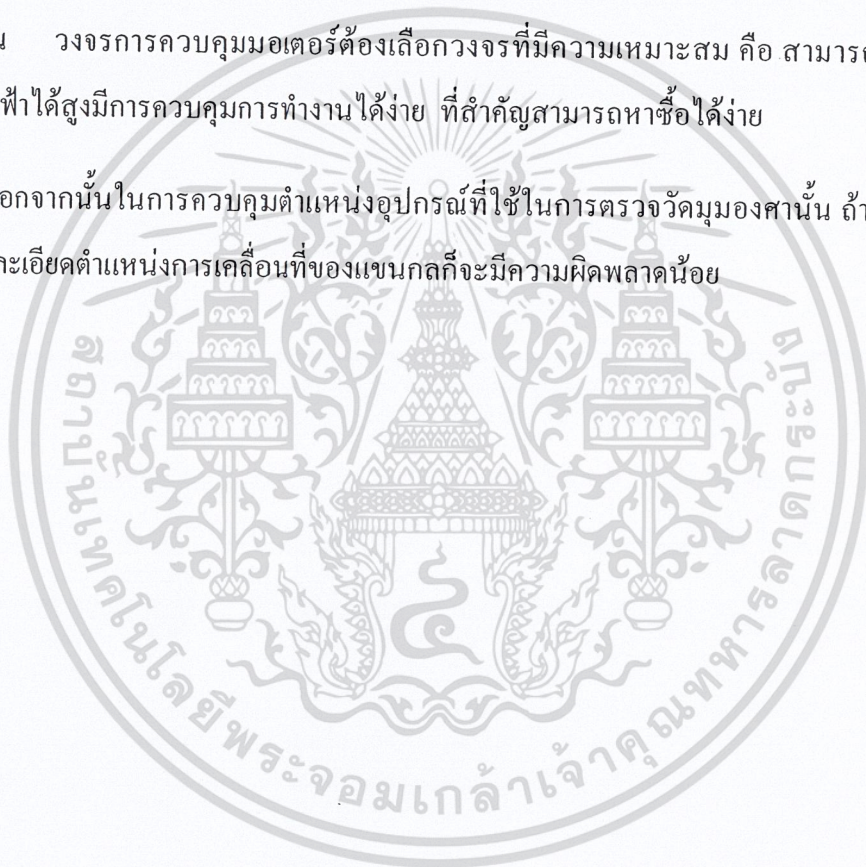 น วงจรการควบคุมมอเตอร์ต้องเลือกวงจรที่มีความเหมาะสม คือ สามารถ
ฟ้าได้สูงมีการควบคุมการทำงานได้ง่าย ที่สำคัญสามารถหาซื้อได้ง่าย
อกจากนั้นในการควบคุมตำแหน่งอุปกรณ์ที่ใช้ในการตรวจวัดมุมองศานั้น ถ้า
ละเอียดตำแหน่งการเคลื่อนที่ของแขนกลก็จะมีความผิดพลาดน้อย
สถาบันเทคโนโลยีพระจอมเกล้าเจ้าคุณทหารลาดกระบัง